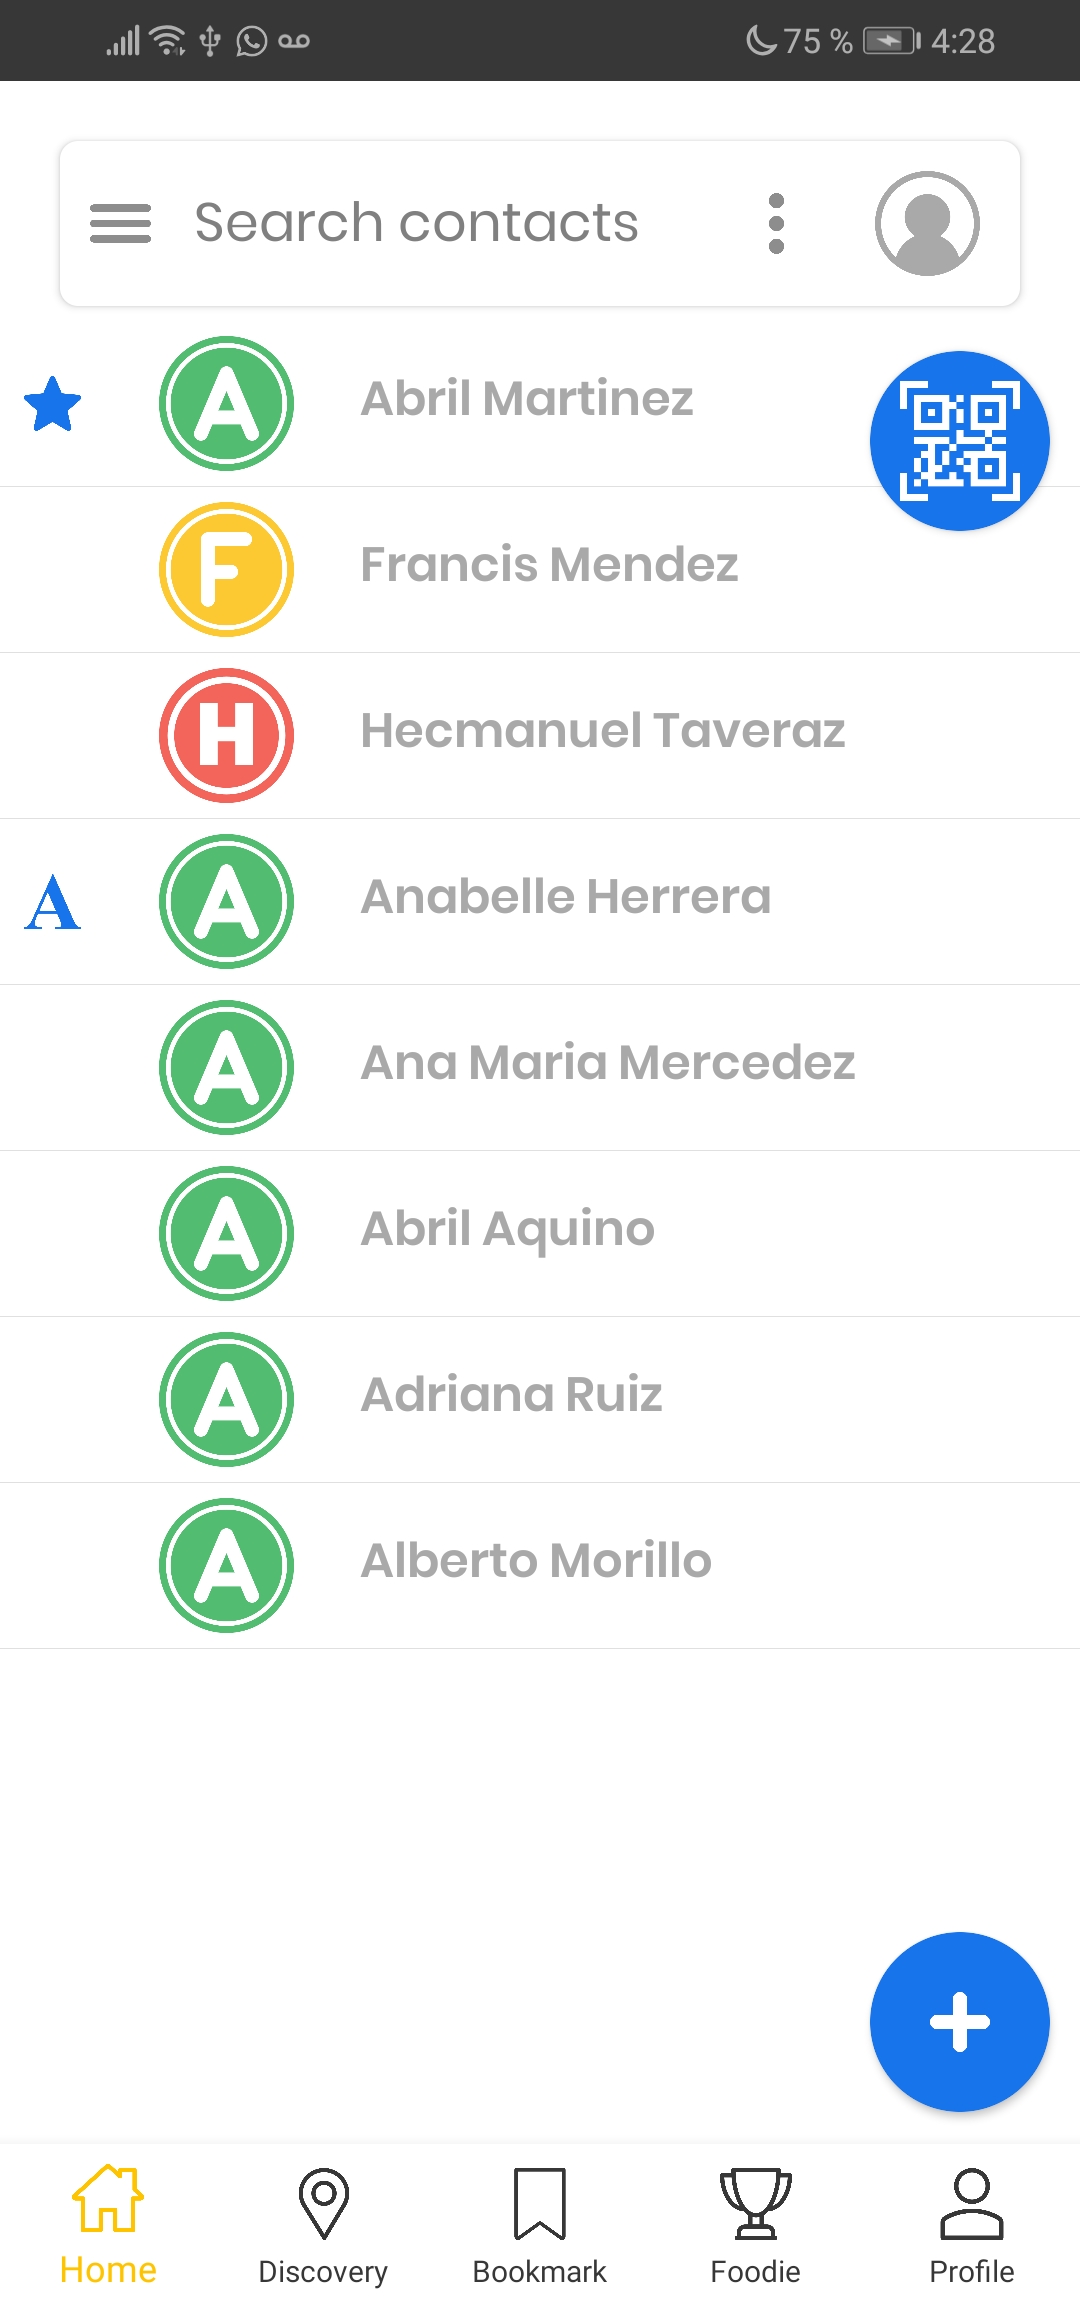 75 % 4:28
Search contacts
A Abril Martinez
F Francis Mendez
H Hecmanuel Taveraz
A A Anabelle Herrera
A Ana Maria Mercedez
A Abril Aquino
A Adriana Ruiz
A Alberto Morillo
Home Discovery Bookmark Foodie Profile